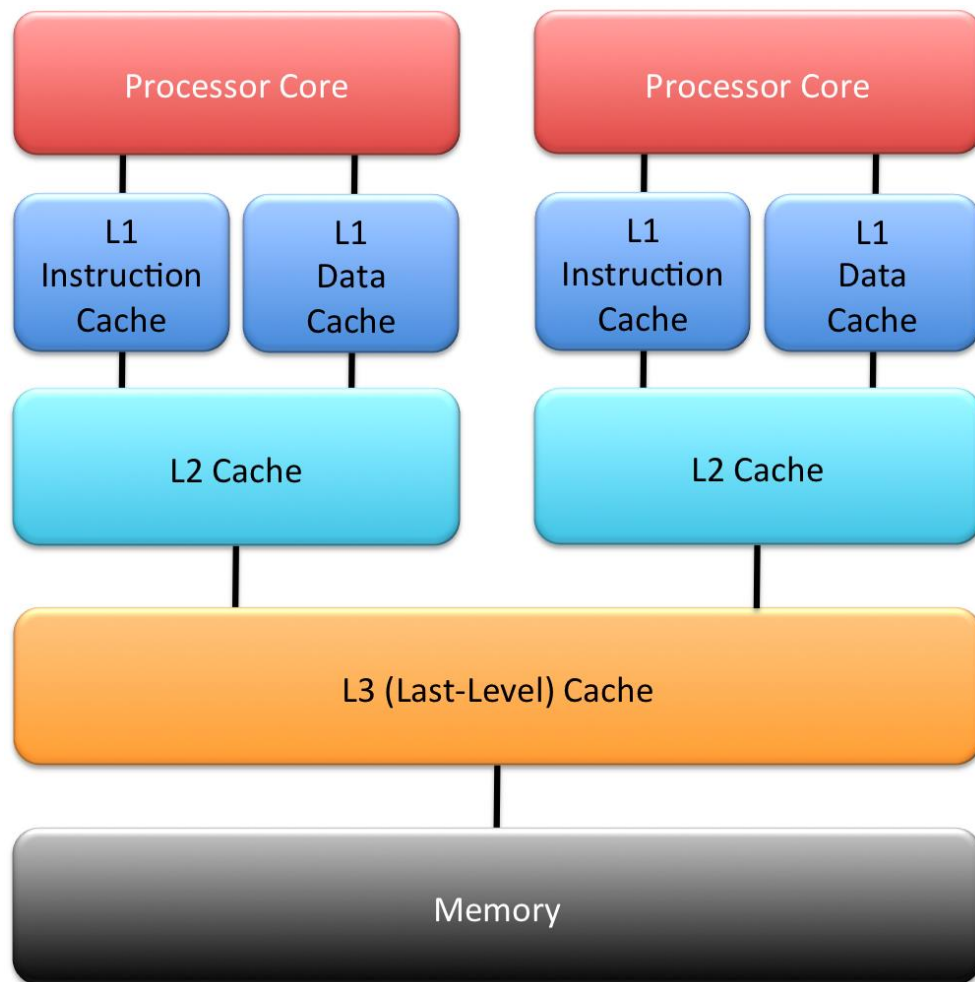 Processor Core
Processor Core
L1
Instruction
Cache
L1
Data
Cache
L1
Instruction
Cache
L1
Data
Cache
L2 Cache
L2 Cache
L3 (Last-Level) Cache
Memory